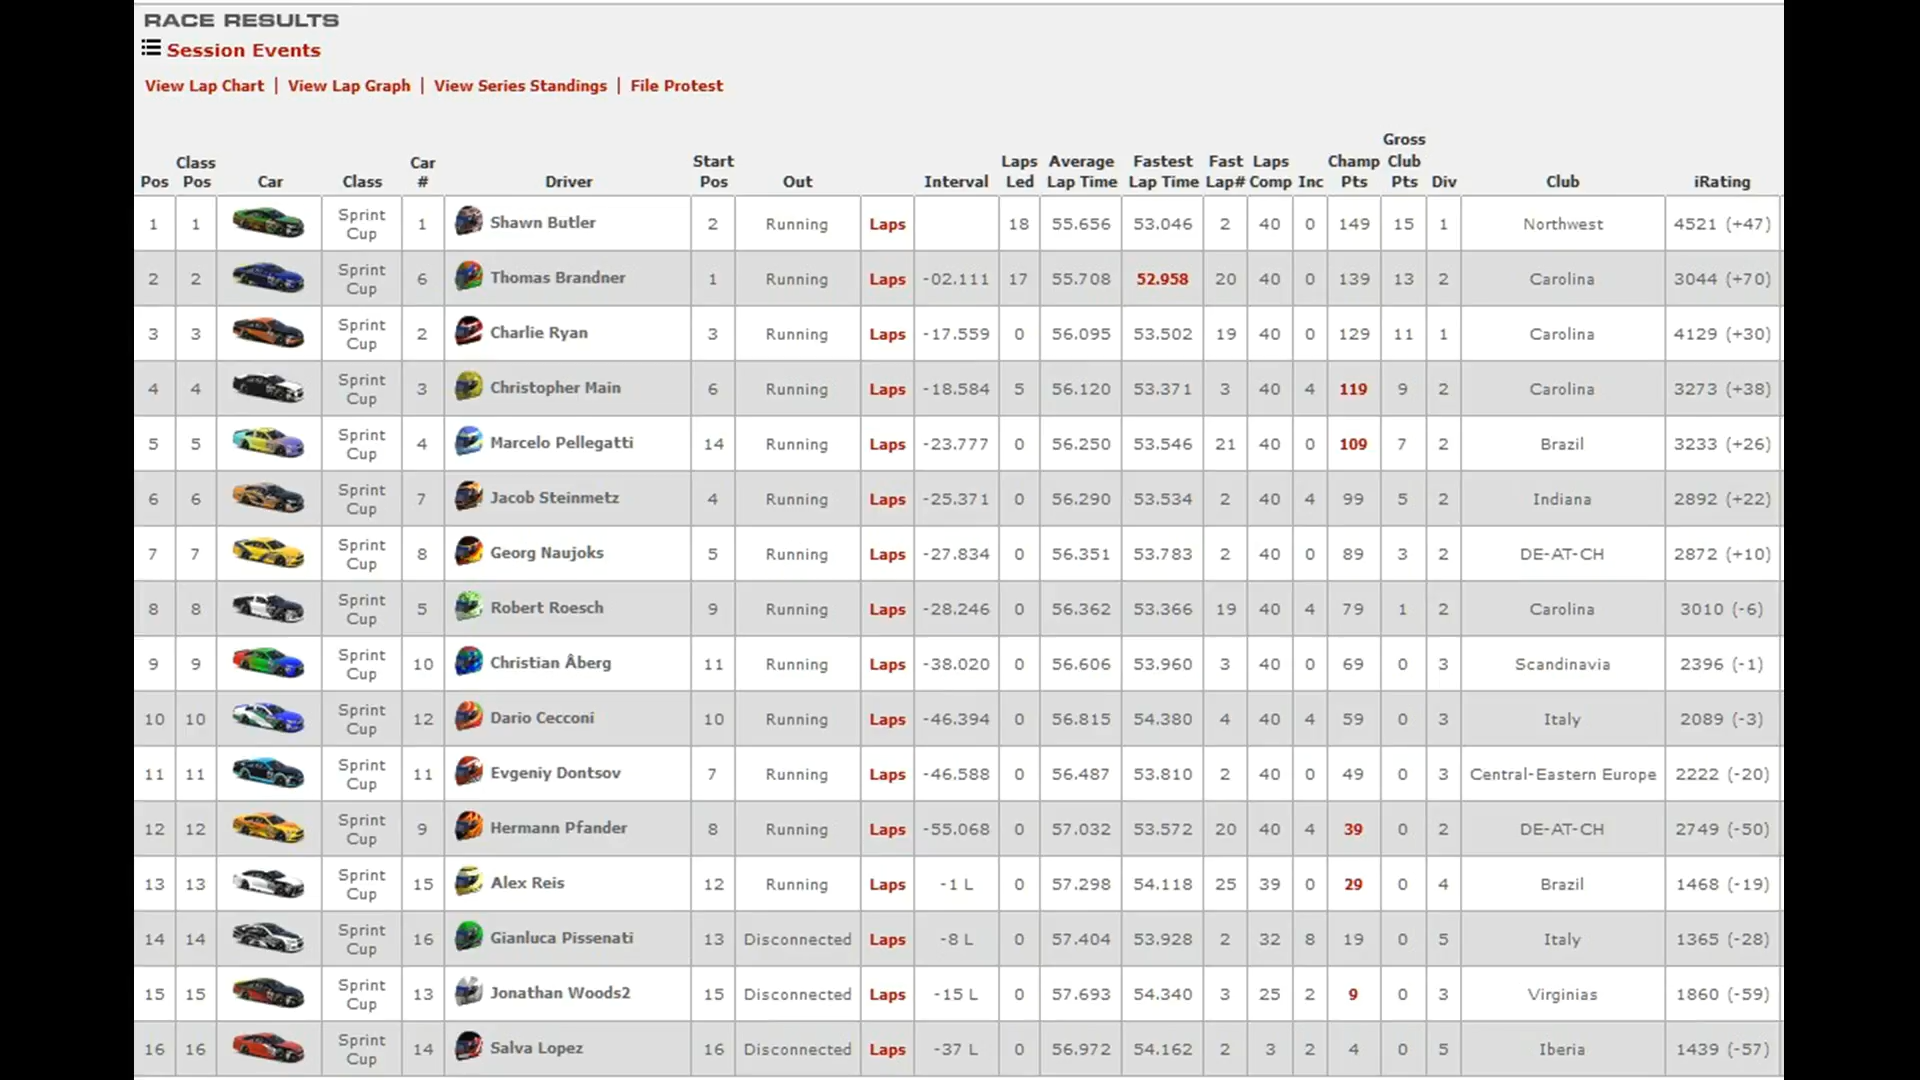 RACE RESULTS
Session Events
View Lap Chart | View Lap Graph | View Series Standings | File Protest
Pos Class Pos Car Class Car # Driver Start Pos Out Interval Laps Led Average Lap Time Fastest Lap Time Fast Lap# Laps Comp Inc Champ Pts Gross Club Pts Div Club iRating
1 1 Sprint Cup 1 Shawn Butler 2 Running Laps 18 55.656 53.046 2 40 0 149 15 1 Northwest 4521 (+47)
2 2 Sprint Cup 6 Thomas Brandner 1 Running Laps -02.111 17 55.708 52.958 20 40 0 139 13 2 Carolina 3044 (+70)
3 3 Sprint Cup 2 Charlie Ryan 3 Running Laps -17.559 0 56.095 53.502 19 40 0 129 11 1 Carolina 4129 (+30)
4 4 Sprint Cup 3 Christopher Main 6 Running Laps -18.584 5 56.120 53.371 3 40 4 119 9 2 Carolina 3273 (+38)
5 5 Sprint Cup 4 Marcelo Pellegatti 14 Running Laps -23.777 0 56.250 53.546 21 40 0 109 7 2 Brazil 3233 (+26)
6 6 Sprint Cup 7 Jacob Steinmetz 4 Running Laps -25.371 0 56.290 53.534 2 40 4 99 5 2 Indiana 2892 (+22)
7 7 Sprint Cup 8 Georg Naujoks 5 Running Laps -27.834 0 56.351 53.783 2 40 0 89 3 2 DE-AT-CH 2872 (+10)
8 8 Sprint Cup 5 Robert Roesch 9 Running Laps -28.246 0 56.362 53.366 19 40 4 79 1 2 Carolina 3010 (-6)
9 9 Sprint Cup 10 Christian Åberg 11 Running Laps -38.020 0 56.606 53.960 3 40 0 69 0 3 Scandinavia 2396 (-1)
10 10 Sprint Cup 12 Dario Cecconi 10 Running Laps -46.394 0 56.815 54.380 4 40 4 59 0 3 Italy 2089 (-3)
11 11 Sprint Cup 11 Evgeniy Dontsov 7 Running Laps -46.588 0 56.487 53.810 2 40 0 49 0 3 Central-Eastern Europe 2222 (-20)
12 12 Sprint Cup 9 Hermann Pfander 8 Running Laps -55.068 0 57.032 53.572 20 40 4 39 0 2 DE-AT-CH 2749 (-50)
13 13 Sprint Cup 15 Alex Reis 12 Running Laps -1 L 0 57.298 54.118 25 39 0 29 0 4 Brazil 1468 (-19)
14 14 Sprint Cup 16 Gianluca Pissenati 13 Disconnected Laps -8 L 0 57.404 53.928 2 32 8 19 0 5 Italy 1365 (-28)
15 15 Sprint Cup 13 Jonathan Woods2 15 Disconnected Laps -15 L 0 57.693 54.340 3 25 2 9 0 3 Virginias 1860 (-59)
16 16 Sprint Cup 14 Salva Lopez 16 Disconnected Laps -37 L 0 56.972 54.162 2 3 2 4 0 5 Iberia 1439 (-57)